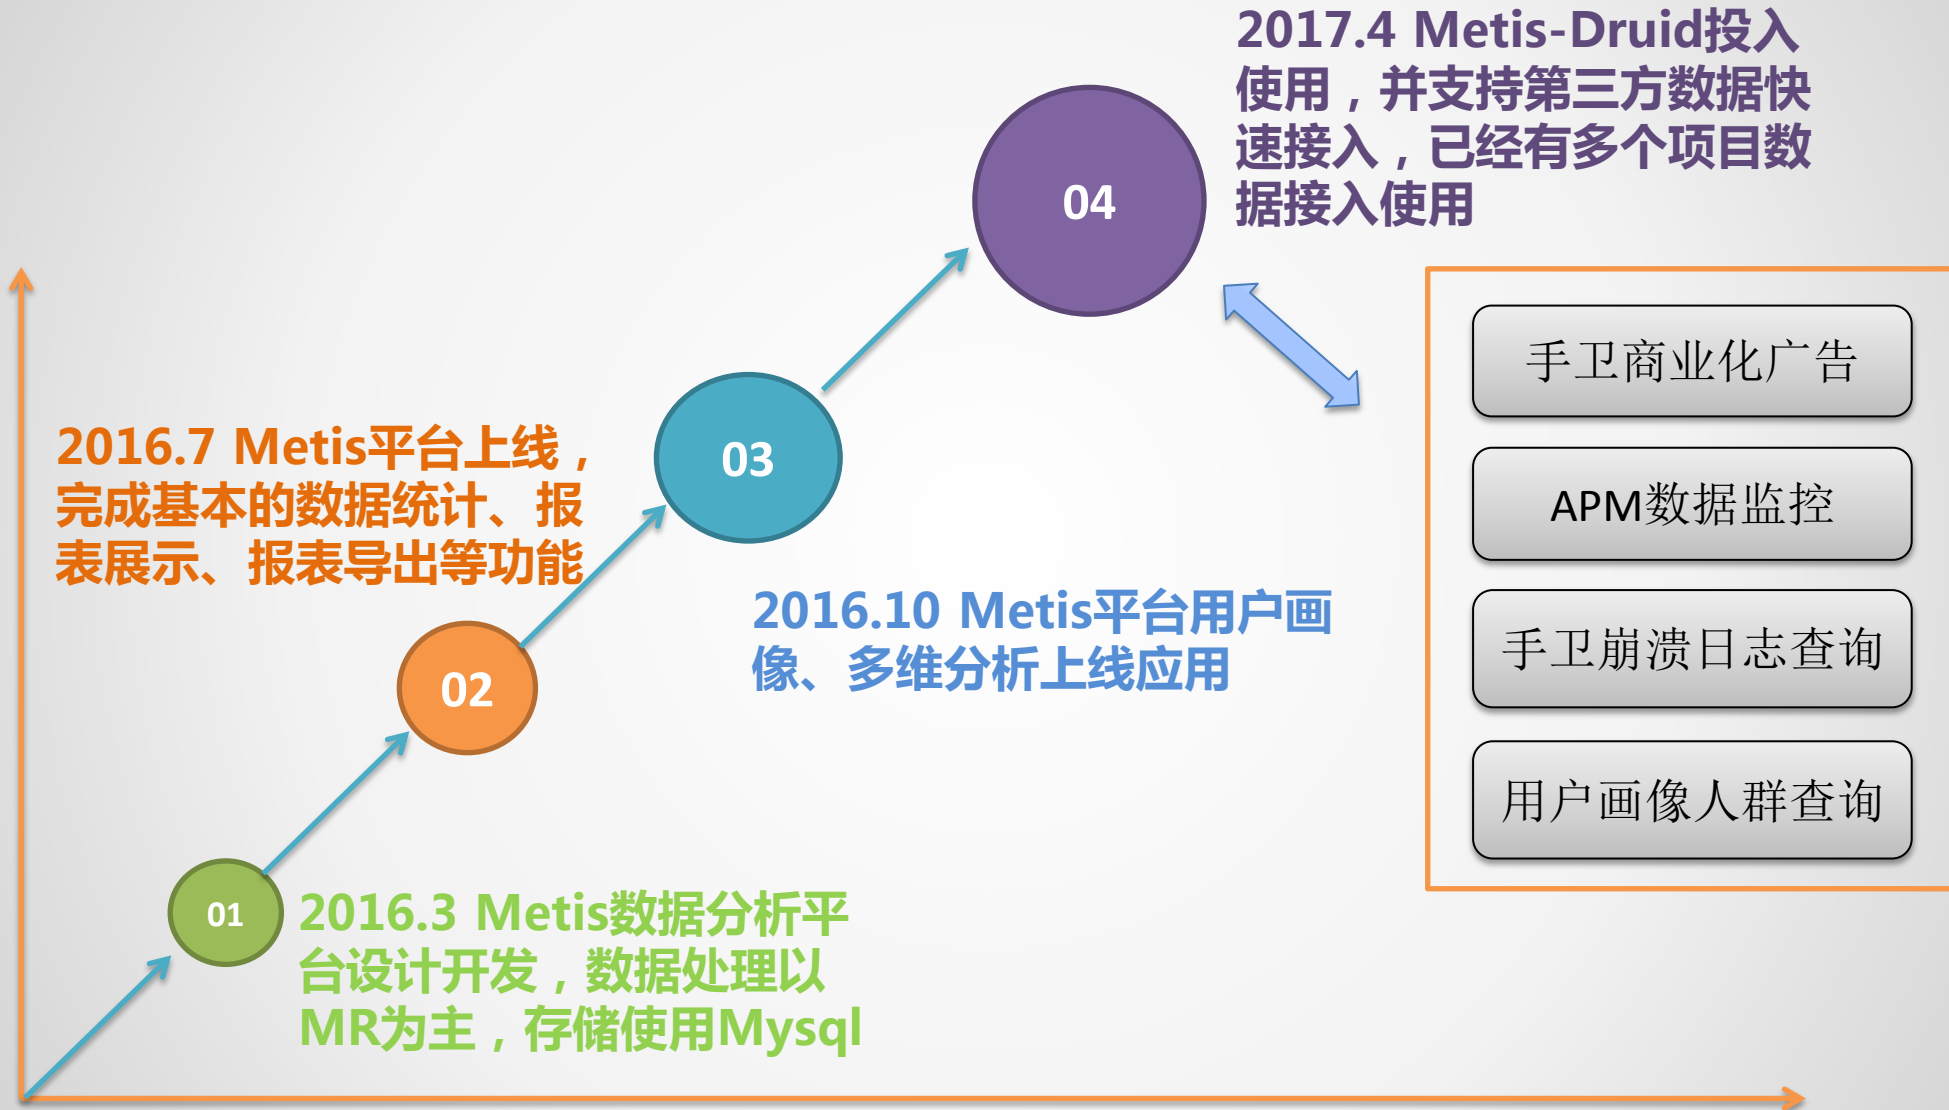 2017.4 Metis-Druid投入
使用，并支持第三方数据快
速接入，已经有多个项目数
据接入使用
04
手卫商业化广告
APM数据监控
手卫崩溃日志查询
用户画像人群查询
03
2016.7 Metis平台上线，
完成基本的数据统计、报
表展示、报表导出等功能
2016.10 Metis平台用户画
像、多维分析上线应用
02
01
2016.3 Metis数据分析平
台设计开发，数据处理以
MR为主，存储使用Mysql